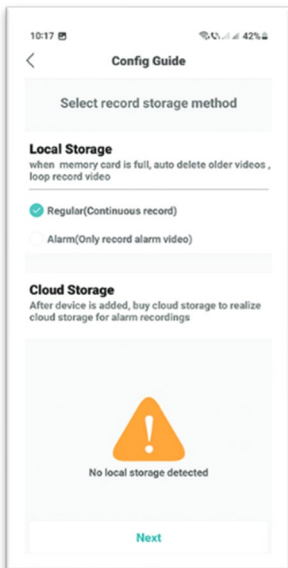 10:17 42%
Config Guide
Select record storage method
Local Storage
when memory card is full, auto delete older videos ,
loop record video
Regular(Continuous record)
Alarm(Only record alarm video)
Cloud Storage
After device is added, buy cloud storage to realize
cloud storage for alarm recordings
No local storage detected
Next